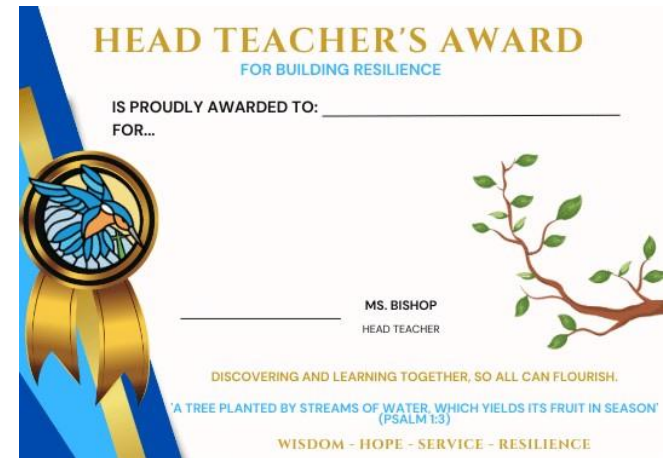 HEAD TEACHER'S AWARD
FOR BUILDING RESILIENCE
IS PROUDLY AWARDED TO:
FOR...
MS. BISHOP
HEAD TEACHER
DISCOVERING AND LEARNING TOGETHER, SO ALL CAN FLOURISH.
'A TREE PLANTED BY STREAMS OF WATER, WHICH YIELDS ITS FRUIT IN SEASON'
(PSALM 1:3)
WISDOM - HOPE - SERVICE - RESILIENCE